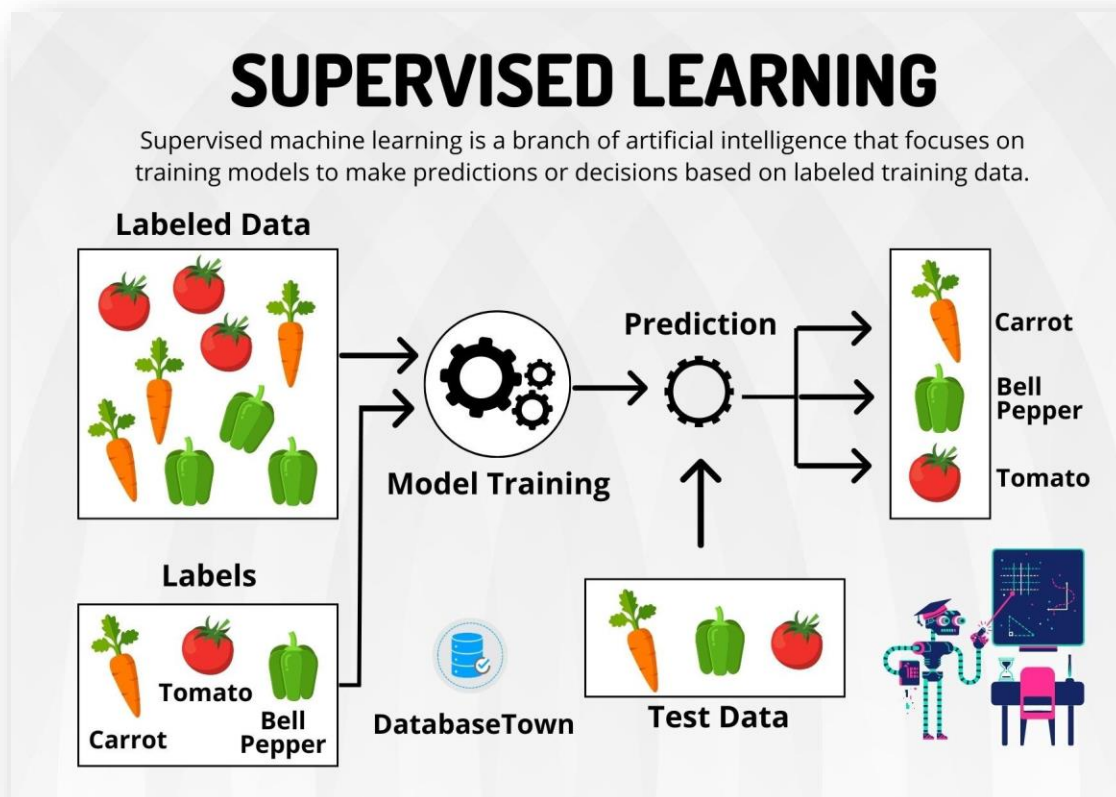 SUPERVISED LEARNING
Supervised machine learning is a branch of artificial intelligence that focuses on
training models to make predictions or decisions based on labeled training data.
Labeled Data
Model Training
Prediction
Carrot
Bell
Pepper
Tomato
Labels
Carrot
Tomato
Bell
Pepper
DatabaseTown
Test Data